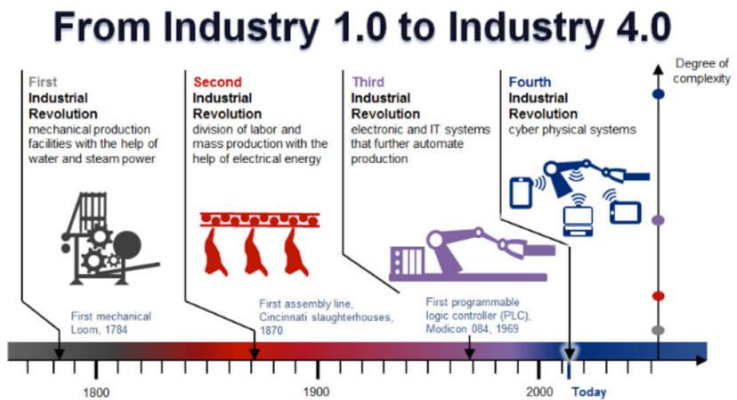 From Industry 1.0 to Industry 4.0
First
Industrial
Revolution
mechanical production
facilities with the help of
water and steam power
Second
Industrial
Revolution
division of labor and
mass production with the
help of electrical energy
Third
Industrial
Revolution
electronic and IT systems
that further automate
production
Fourth
Industrial
Revolution
cyber physical systems
Degree of
complexity
First mechanical
Loom, 1784
First assembly line,
Cincinnati slaughterhouses,
1870
First programmable
logic controller (PLC),
Modicon 084, 1969
1800
1900
2000
Today